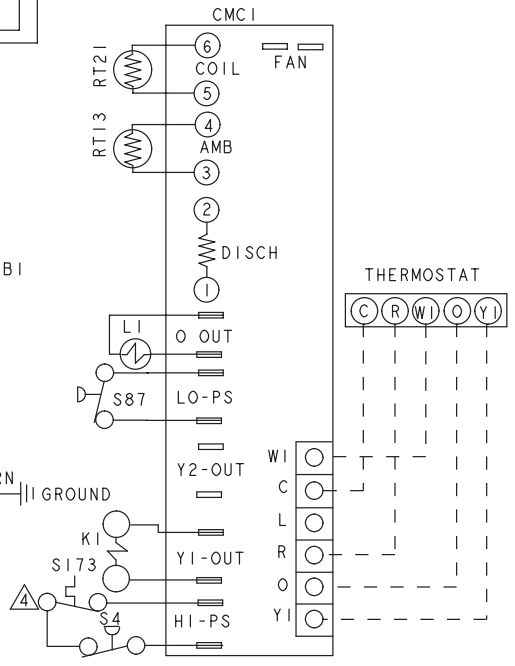 CMC1
6
COIL
5
RT21
FAN
4
AMB
3
RT13
2
DISCH
1
B1
THERMOSTAT
C R W1 O Y1
L1
O OUT
S87
LO-PS
W1
Y2-OUT
C
RN
GROUND
L
K1
Y1-OUT
R
S173
O
4
S4
HI-PS
Y1